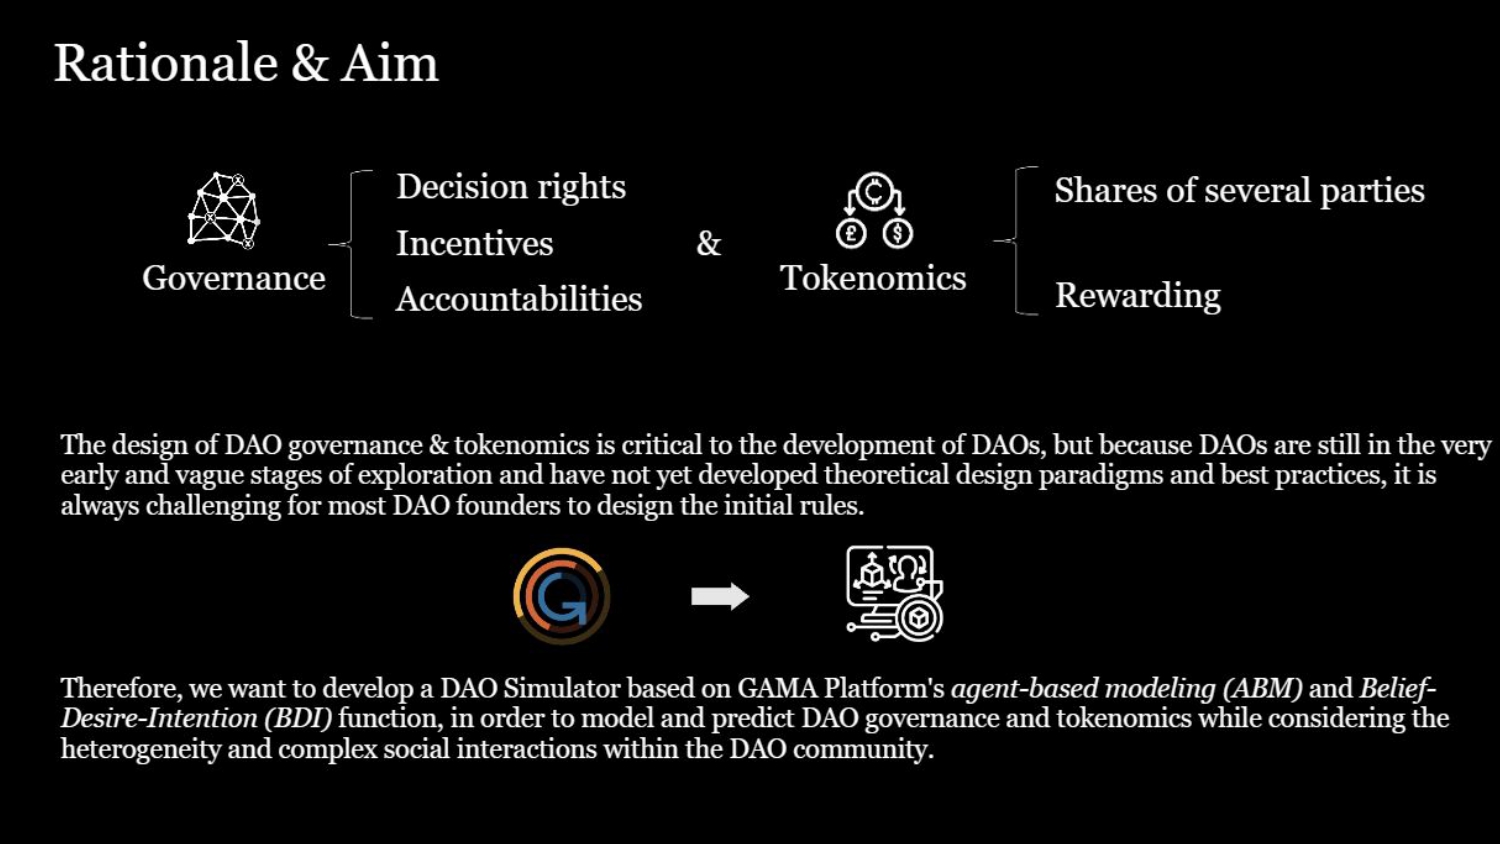 Rationale & Aim
Governance
Decision rights
Incentives
Accountabilities
&
Tokenomics
Shares of several parties
Rewarding
The design of DAO governance & tokenomics is critical to the development of DAOs, but because DAOs are still in the very
early and vague stages of exploration and have not yet developed theoretical design paradigms and best practices, it is
always challenging for most DAO founders to design the initial rules.
Therefore, we want to develop a DAO Simulator based on GAMA Platform's agent-based modeling (ABM) and Belief-
Desire-Intention (BDI) function, in order to model and predict DAO governance and tokenomics while considering the
heterogeneity and complex social interactions within the DAO community.